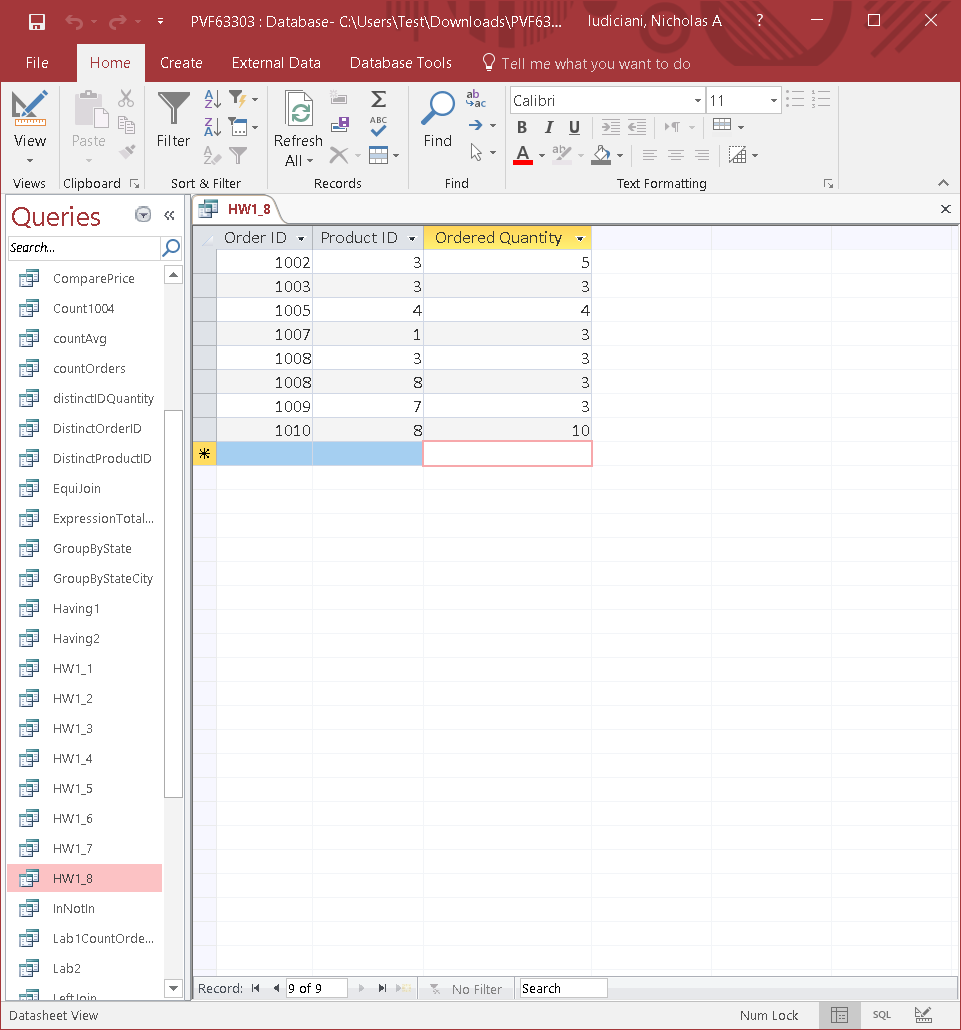 PVF63303 : Database- C:\Users\Test\Downloads\PVF63... Iudiciani, Nicholas A ?
File Home Create External Data Database Tools Tell me what you want to do
View
Paste
Filter
Refresh All
ABC
Find
ab
ac
Calibri 11
B I U
A ab
Views Clipboard Sort & Filter Records Find Text Formatting
Queries
Search...
ComparePrice
Count1004
countAvg
countOrders
distinctIDQuantity
DistinctOrderID
DistinctProductID
EquiJoin
ExpressionTotal...
GroupByState
GroupByStateCity
Having1
Having2
HW1_1
HW1_2
HW1_3
HW1_4
HW1_5
HW1_6
HW1_7
HW1_8
InNotIn
Lab1CountOrde...
Lab2
LeftJoin
HW1_8
Order ID Product ID Ordered Quantity
1002 3 5
1003 3 3
1005 4 4
1007 1 3
1008 3 3
1008 8 3
1009 7 3
1010 8 10
Record: 9 of 9 No Filter Search
Datasheet View Num Lock SQL